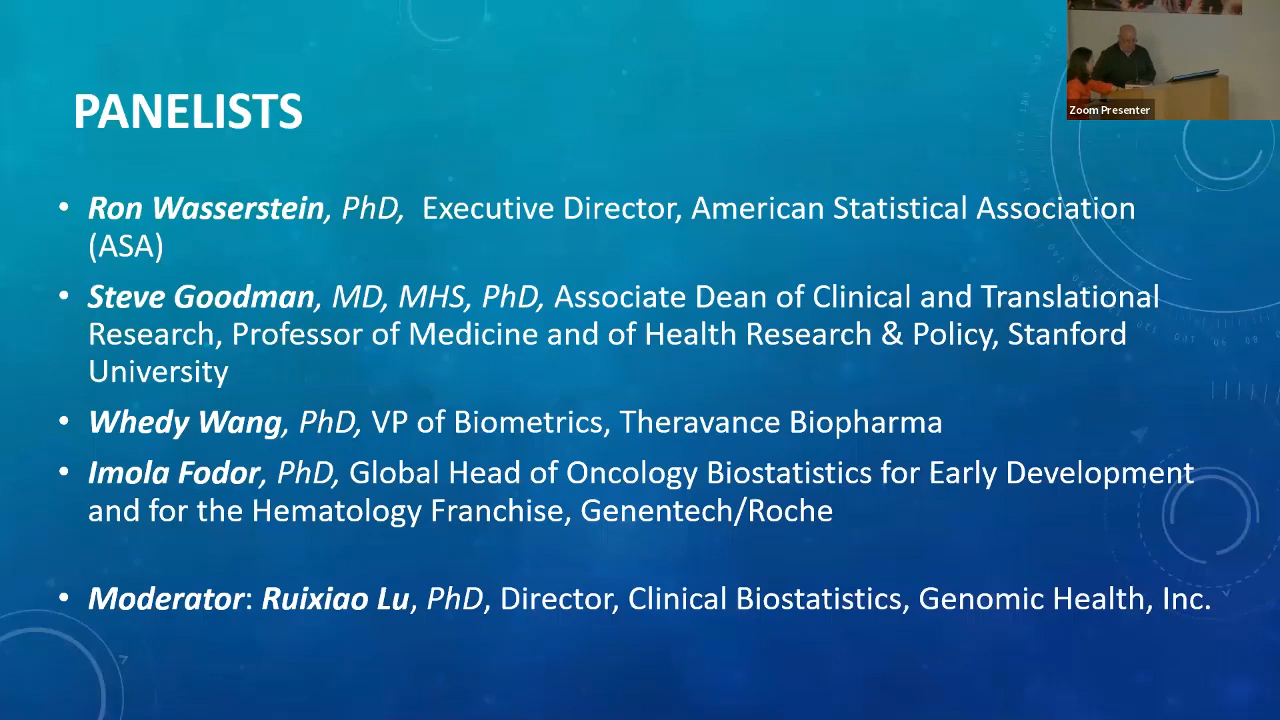 PANELISTS
Zoom Presenter
• Ron Wasserstein, PhD, Executive Director, American Statistical Association
(ASA)
• Steve Goodman, MD, MHS, PhD, Associate Dean of Clinical and Translational
Research, Professor of Medicine and of Health Research & Policy, Stanford
University
• Whedy Wang, PhD, VP of Biometrics, Theravance Biopharma
• Imola Fodor, PhD, Global Head of Oncology Biostatistics for Early Development
and for the Hematology Franchise, Genentech/Roche
• Moderator: Ruixiao Lu, PhD, Director, Clinical Biostatistics, Genomic Health, Inc.